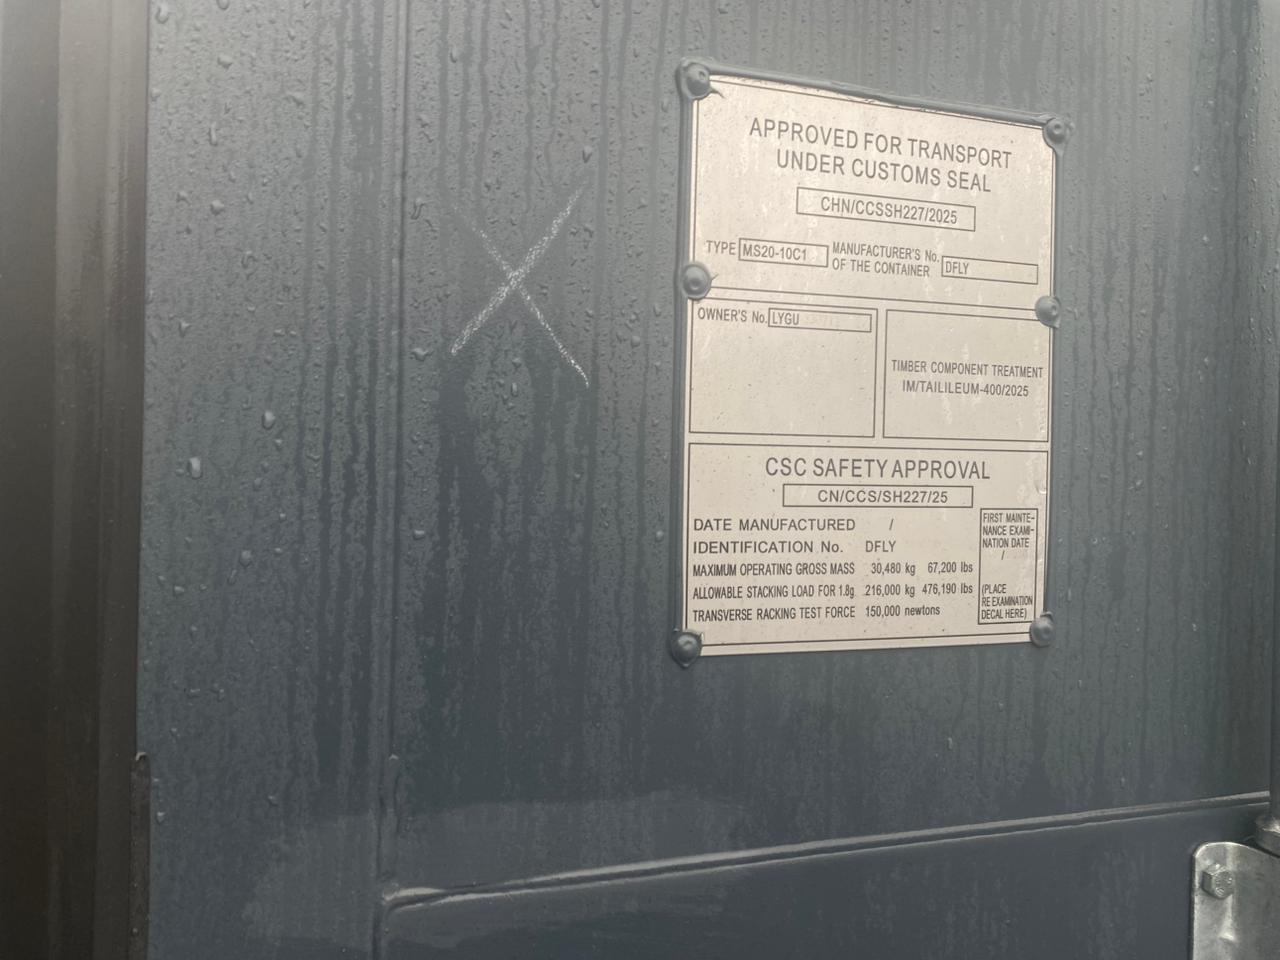 APPROVED FOR TRANSPORT
UNDER CUSTOMS SEAL
CHN/CCSSH227/2025
TYPE MS20-10C1 MANUFACTURER'S No. OF THE CONTAINER DFLY
OWNER'S No. LYGU
TIMBER COMPONENT TREATMENT
IM/TAILILEUM-400/2025
CSC SAFETY APPROVAL
CN/CCS/SH227/25
DATE MANUFACTURED /
IDENTIFICATION No. DFLY
MAXIMUM OPERATING GROSS MASS 30,480 kg 67,200 lbs
ALLOWABLE STACKING LOAD FOR 1.8g 216,000 kg 476,190 lbs
TRANSVERSE RACKING TEST FORCE 150,000 newtons
FIRST MAINTE-
NANCE EXAMI-
NATION DATE
/
(PLACE
RE EXAMINATION
DECAL HERE)